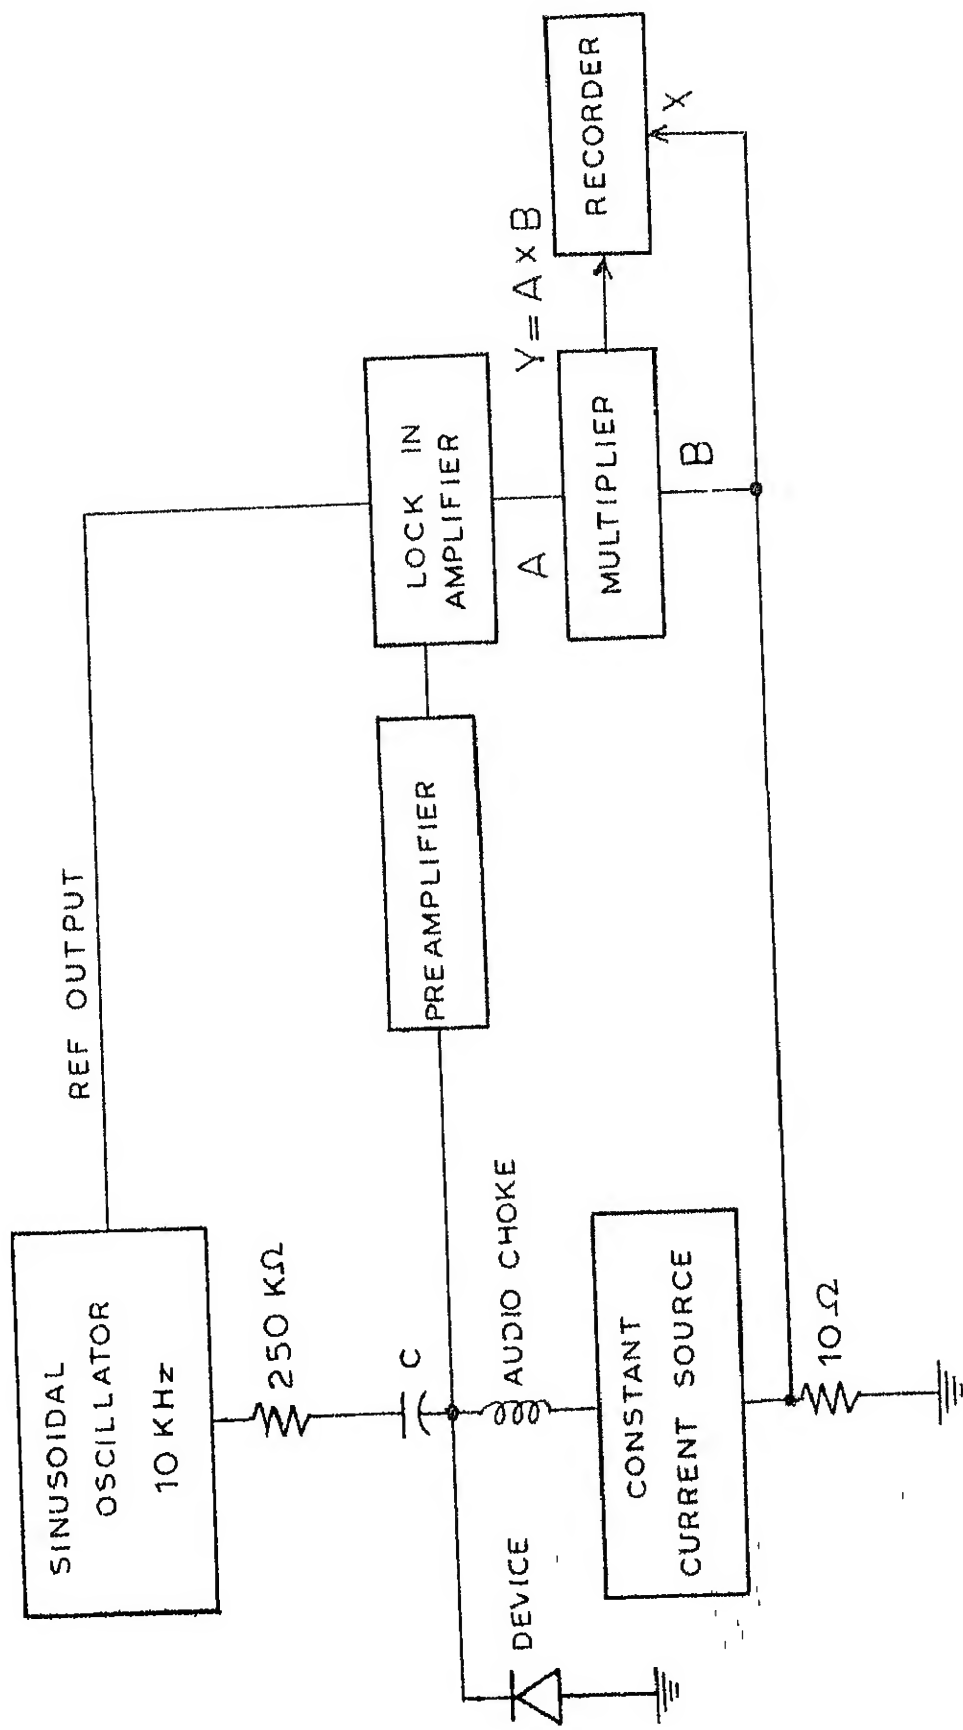 SINUSOIDAL
OSCILLATOR
10 KHz
REF OUTPUT
250 KΩ
C
AUDIO CHOKE
DEVICE
CONSTANT
CURRENT SOURCE
10Ω
PREAMPLIFIER
LOCK IN
AMPLIFIER
A
MULTIPLIER
B
Y = A × B
RECORDER
X